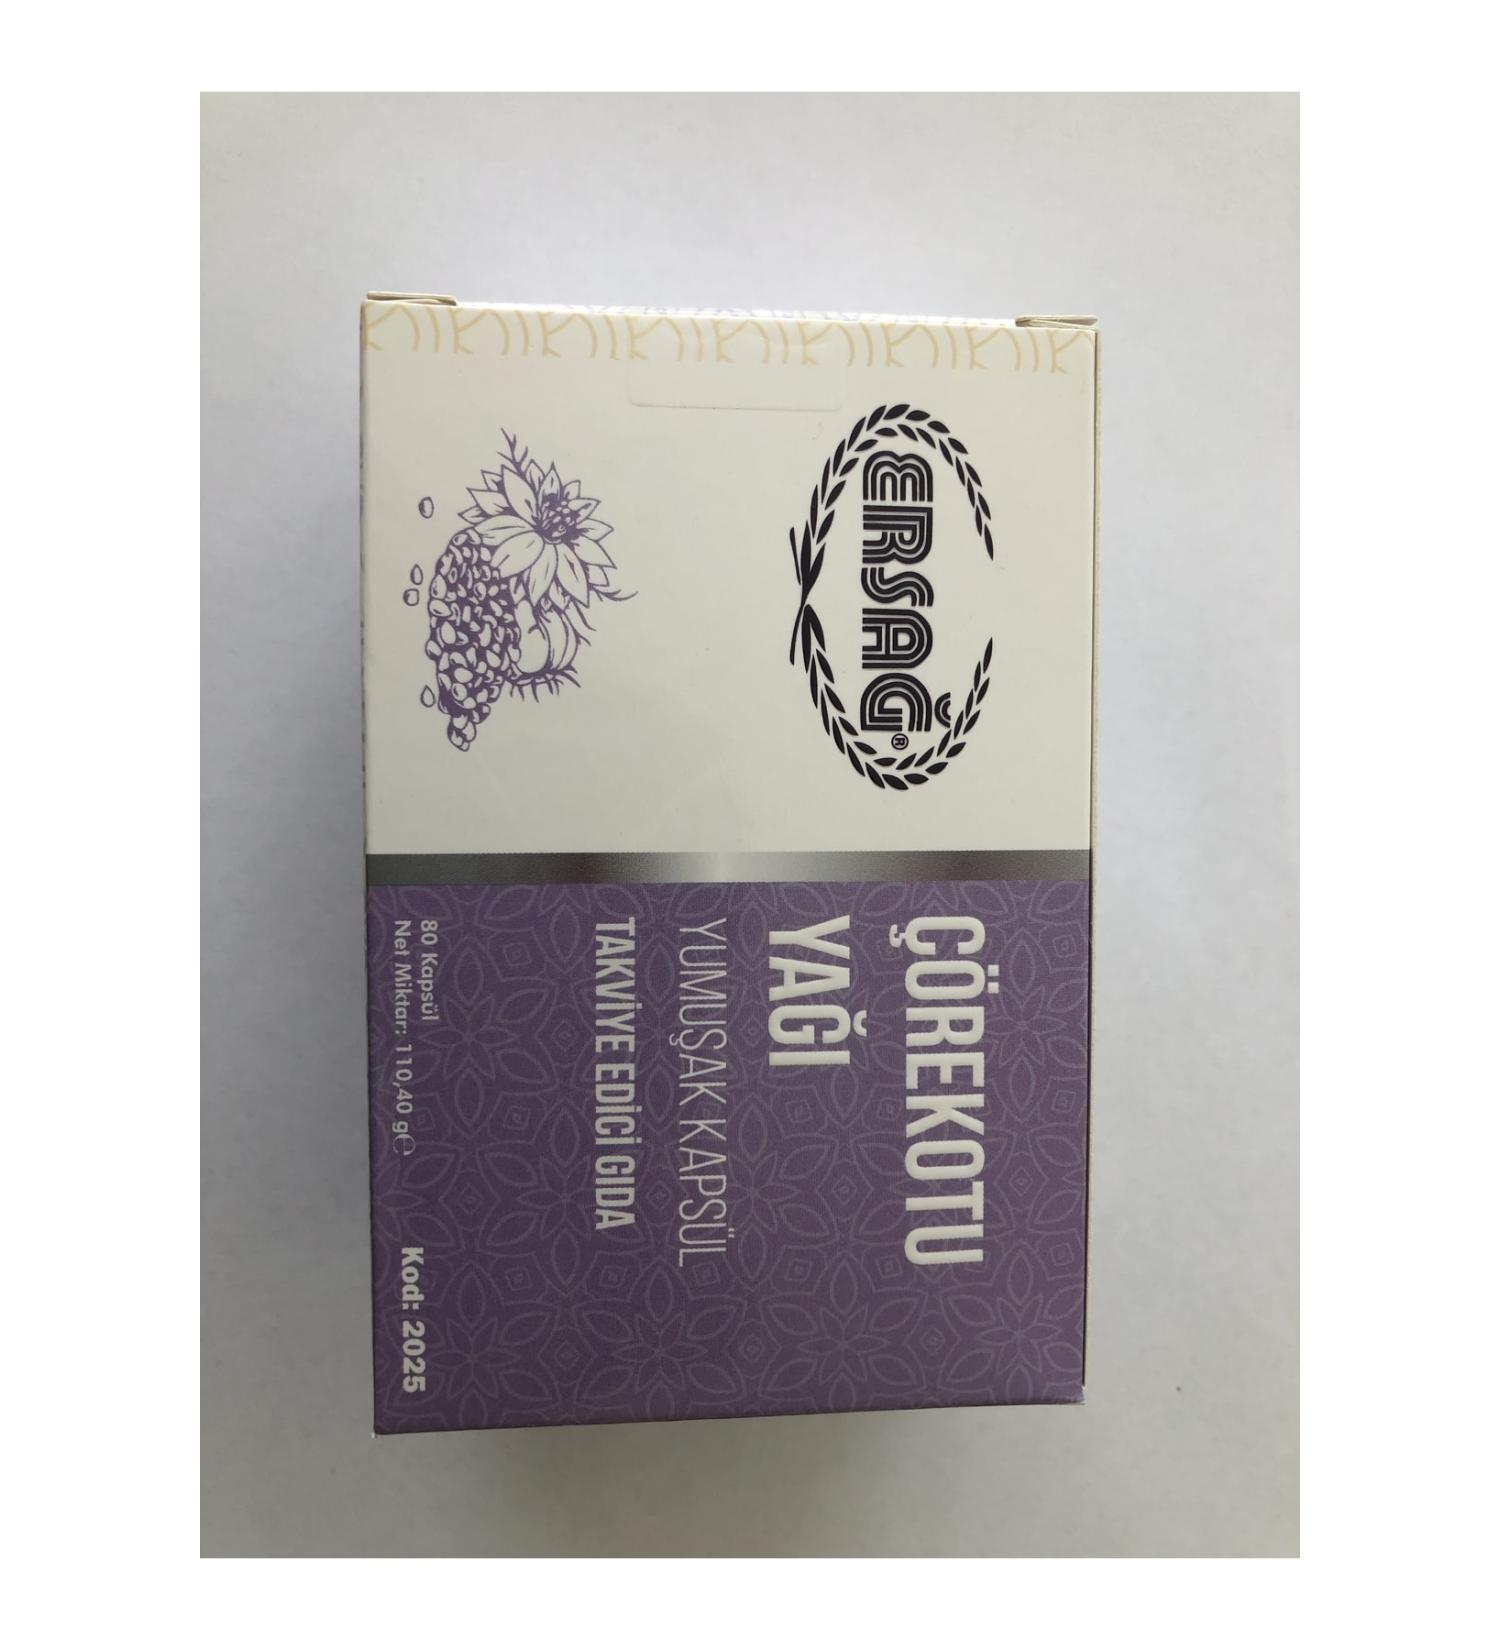 ERSAĞ®
ÇÖREKOTU
YAĞI
YUMUŞAK KAPSÜL
TAKVİYE EDİCİ GIDA
80 Kapsül
Net Miktar: 110,40 g℮
Kod: 2025